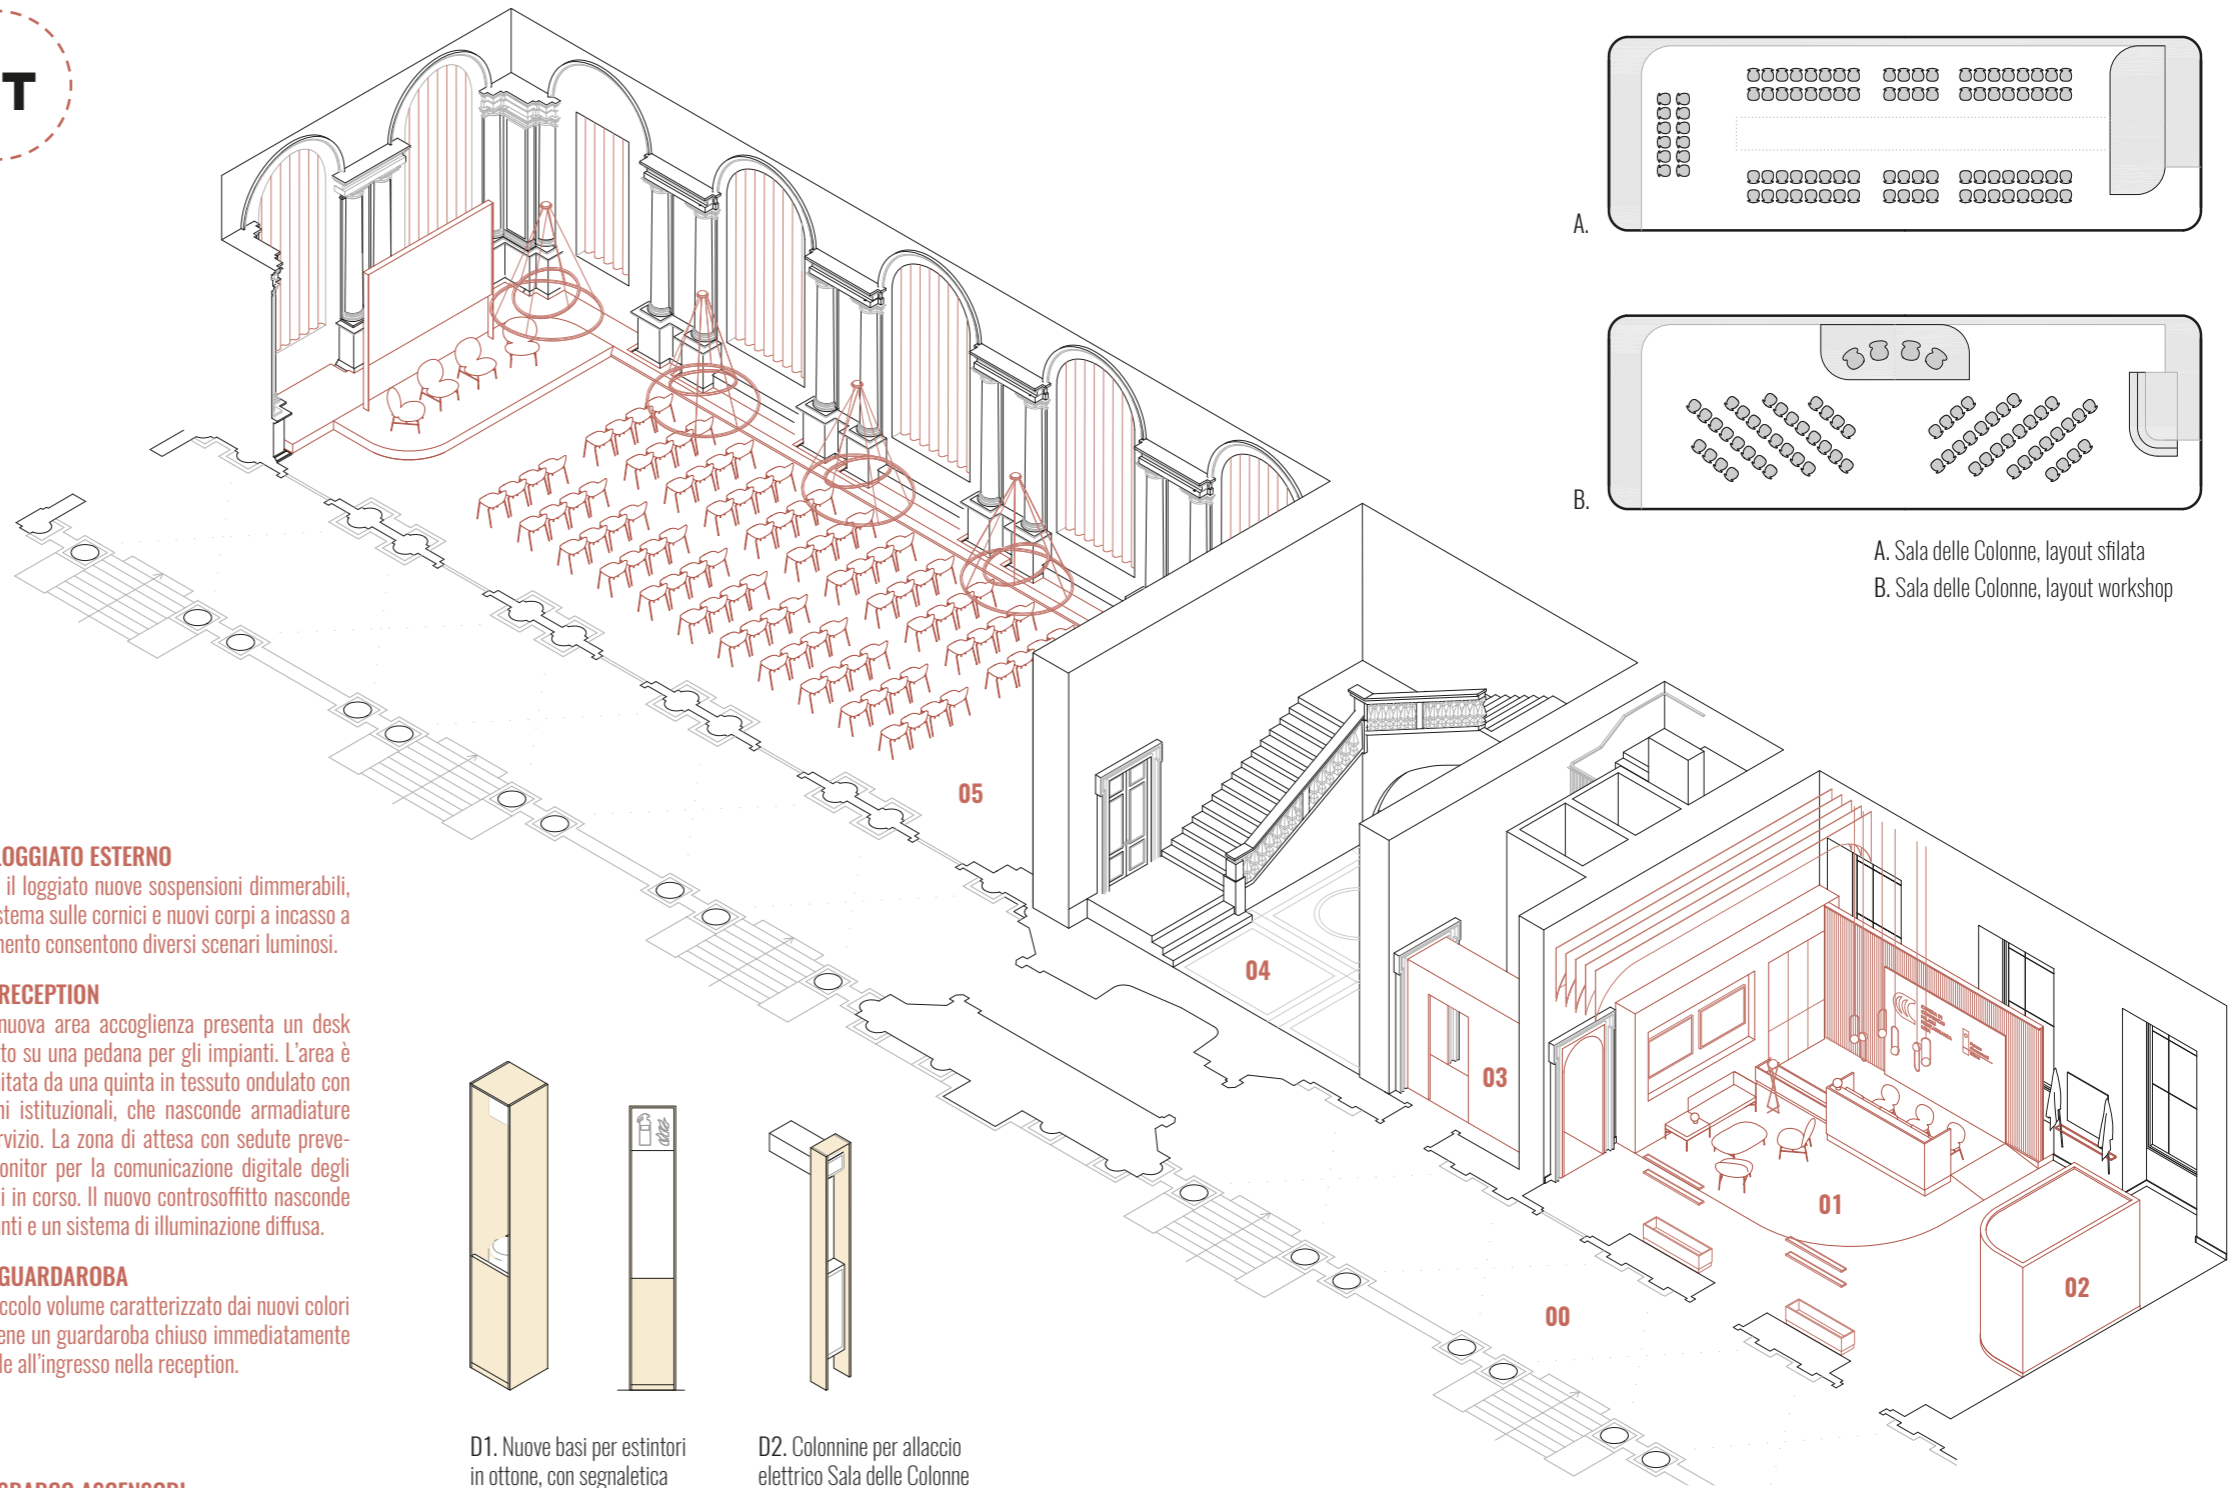 T
A.
B.
A. Sala delle Colonne, layout sfilata
B. Sala delle Colonne, layout workshop
05
04
03
01
02
00
LOGGIATO ESTERNO
il loggiato nuove sospensioni dimmerabili,
stema sulle cornici e nuovi corpi a incasso a
mento consentono diversi scenari luminosi.
RECEPTION
nuova area accoglienza presenta un desk
to su una pedana per gli impianti. L'area è
itata da una quinta in tessuto ondulato con
ni istituzionali, che nasconde armadiature
rvizio. La zona di attesa con sedute preve-
onitor per la comunicazione digitale degli
i in corso. Il nuovo controsoffitto nasconde
nti e un sistema di illuminazione diffusa.
GUARDAROBA
ccolo volume caratterizzato dai nuovi colori
ene un guardaroba chiuso immediatamente
le all'ingresso nella reception.
D1. Nuove basi per estintori
in ottone, con segnaletica
D2. Colonnine per allaccio
elettrico Sala delle Colonne